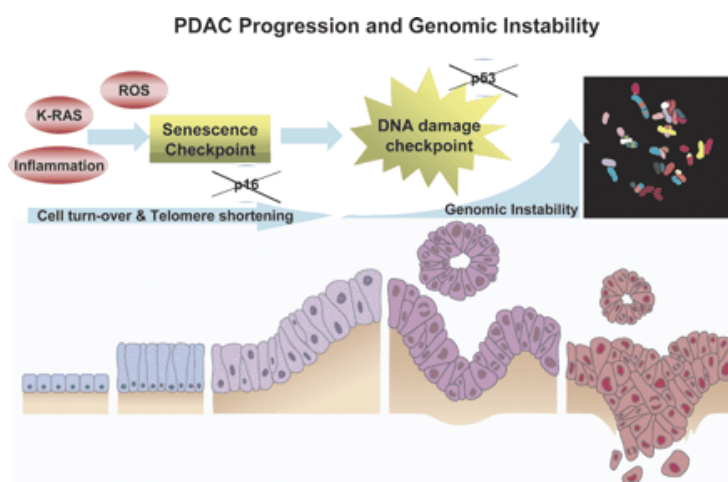 PDAC Progression and Genomic Instability
ROS
K-RAS
Inflammation
Senescence
Checkpoint
p16
p53
DNA damage
checkpoint
Cell turn-over & Telomere shortening
Genomic Instability